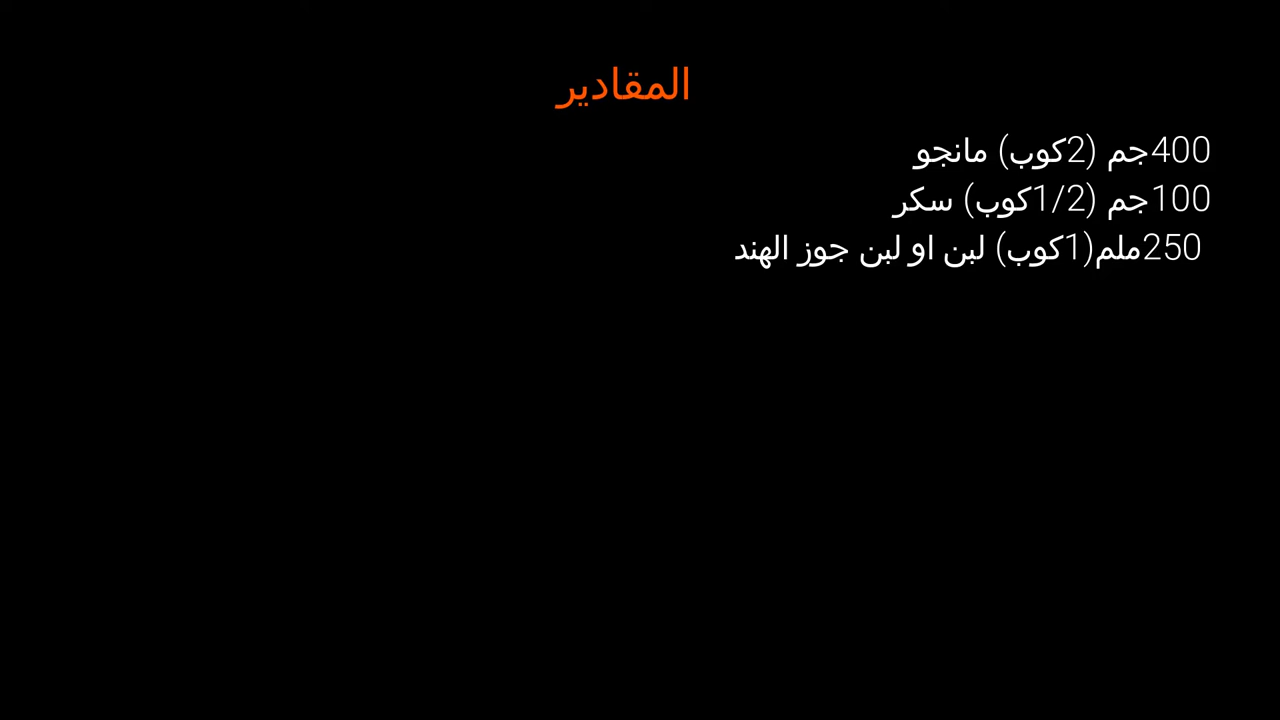 المقادير
400جم (2كوب) مانجو
100جم (1/2كوب) سكر
250ملم(1كوب) لبن او لبن جوز الهند